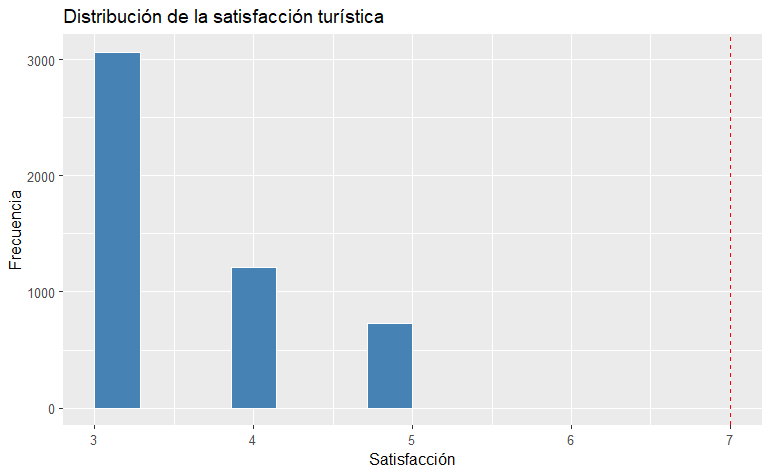 Distribución de la satisfacción turística
Frecuencia
3000
2000
1000
0
3 4 5 6 7
Satisfacción